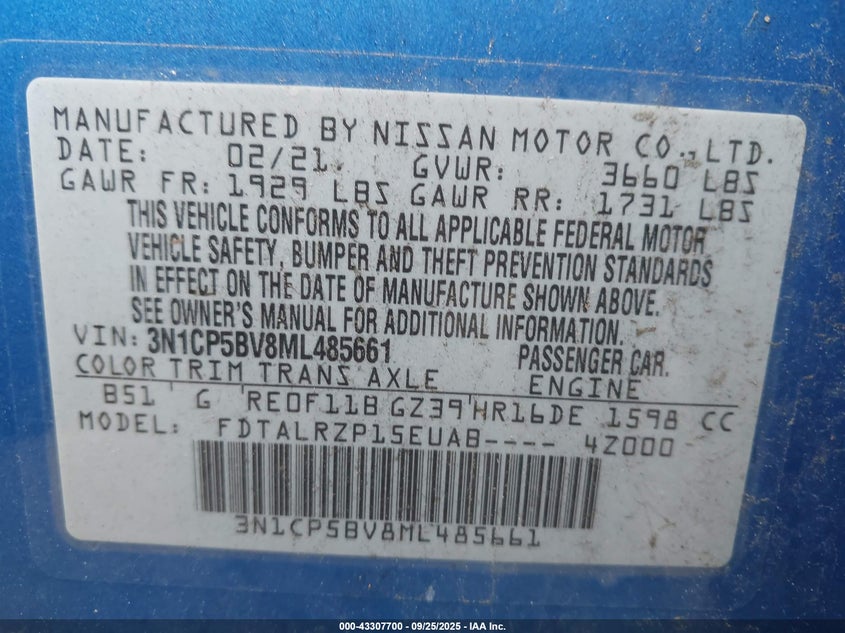 MANUFACTURED BY NISSAN MOTOR CO., LTD.
DATE: 02/21 GVWR: 3660 LBS
GAWR FR: 1929 LBS GAWR RR: 1731 LBS
THIS VEHICLE CONFORMS TO ALL APPLICABLE FEDERAL MOTOR
VEHICLE SAFETY, BUMPER AND THEFT PREVENTION STANDARDS
IN EFFECT ON THE DATE OF MANUFACTURE SHOWN ABOVE.
SEE OWNER'S MANUAL FOR ADDITIONAL INFORMATION.
VIN: 3N1CP5BV8ML485661 PASSENGER CAR.
COLOR TRIM TRANS AXLE ENGINE
B51 G RE0F11B GZ39 HR16DE 1598 CC
MODEL: FDTALRZP15EUAB---- 4Z000
3N1CP5BV8ML485661
000-43307700 - 09/25/2025 - IAA Inc.